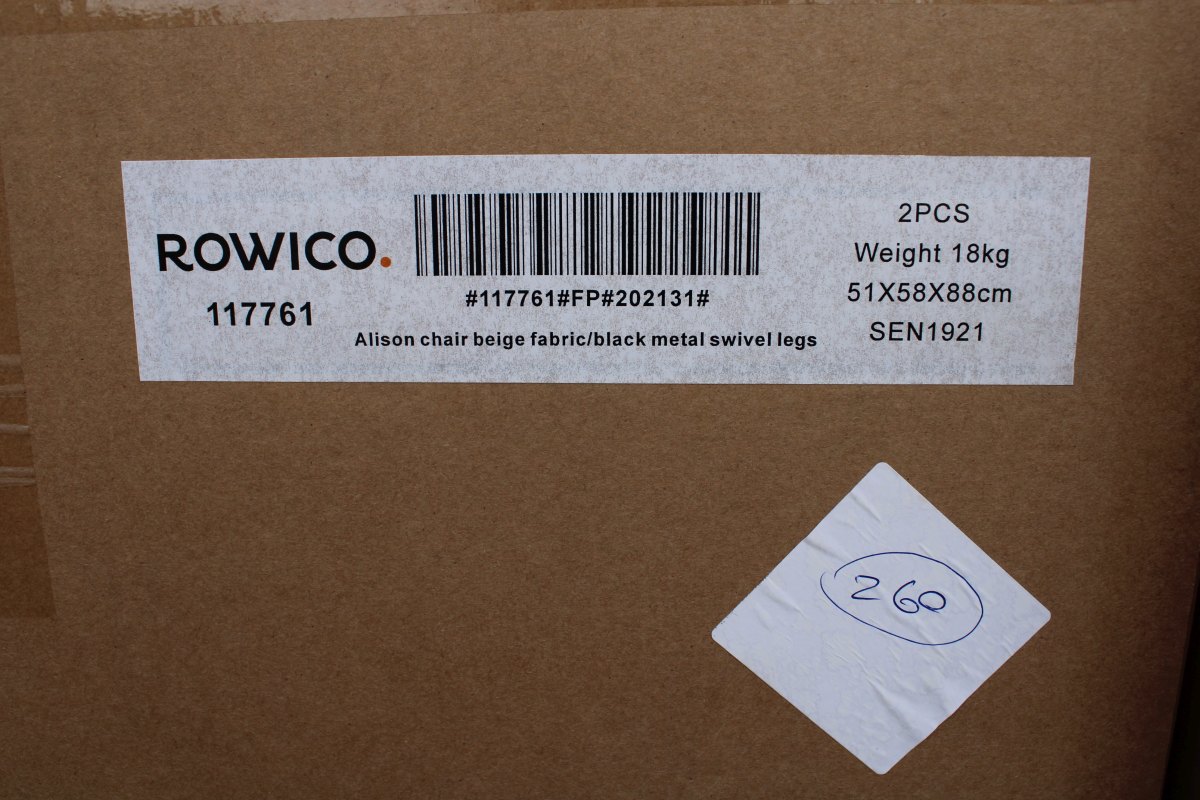 ROWICO.
117761
#117761#FP#202131#
Alison chair beige fabric/black metal swivel legs
2PCS
Weight 18kg
51X58X88cm
SEN1921
260